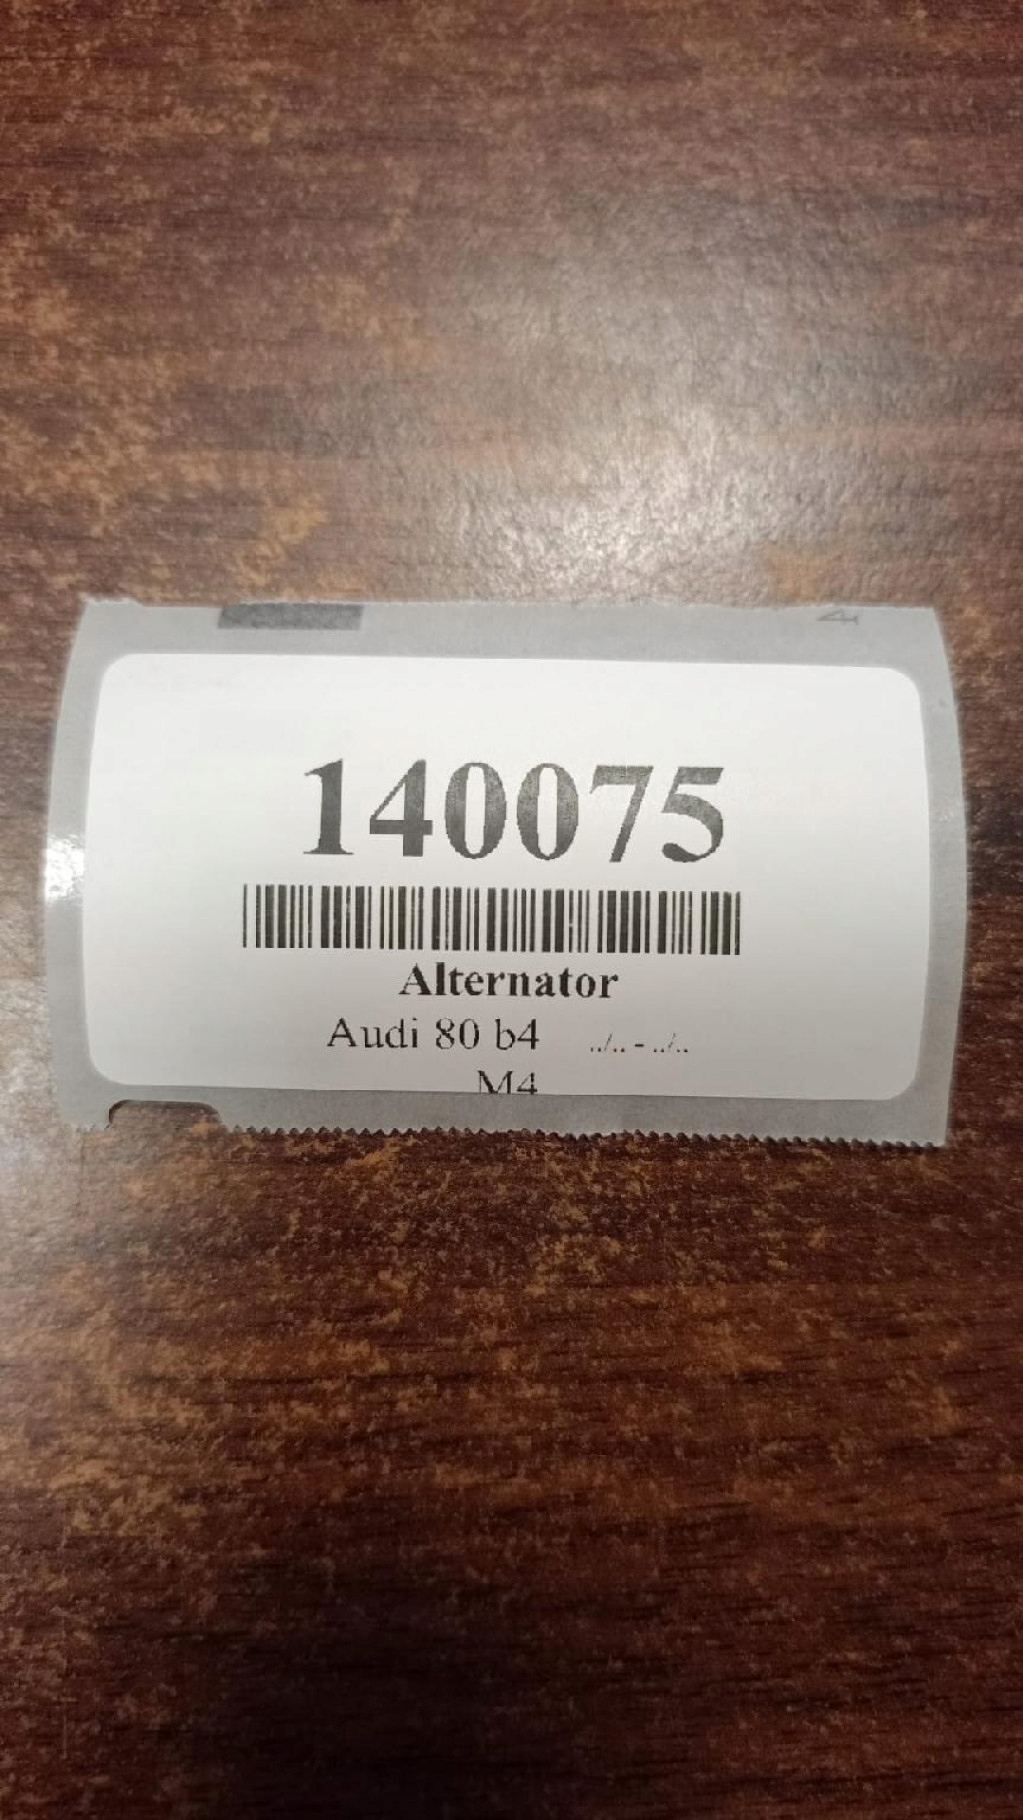 140075
Alternator
Audi 80 b4 ../.. - ../..
M4